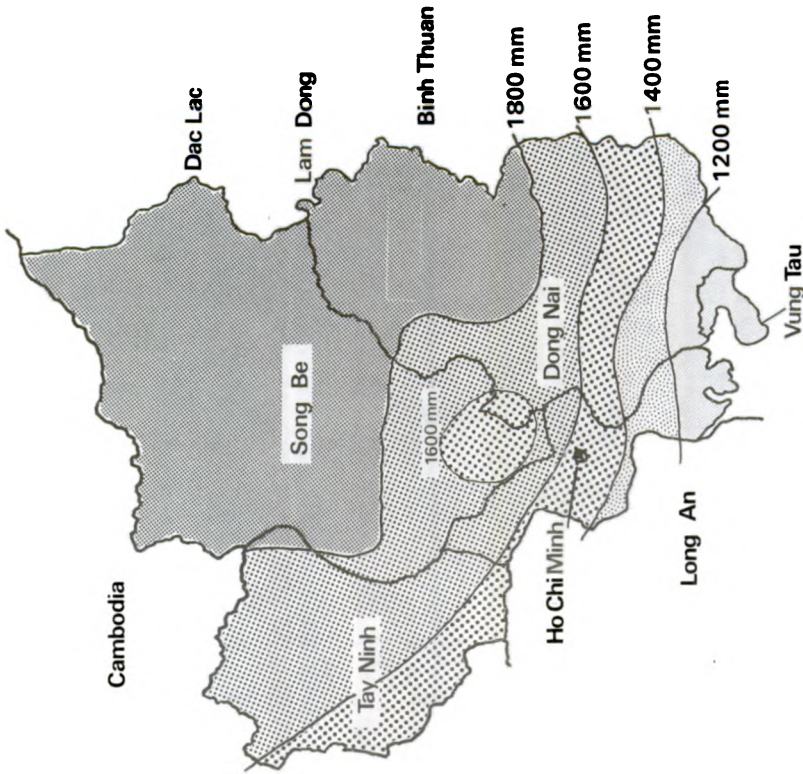 Dac Lac
Lam Dong
Binh Thuan
1800 mm
1600 mm
1400 mm
1200 mm
Song Be
1600 mm
Dong Nai
Vung Tau
Cambodia
Tay Ninh
Ho Chi Minh
Long An